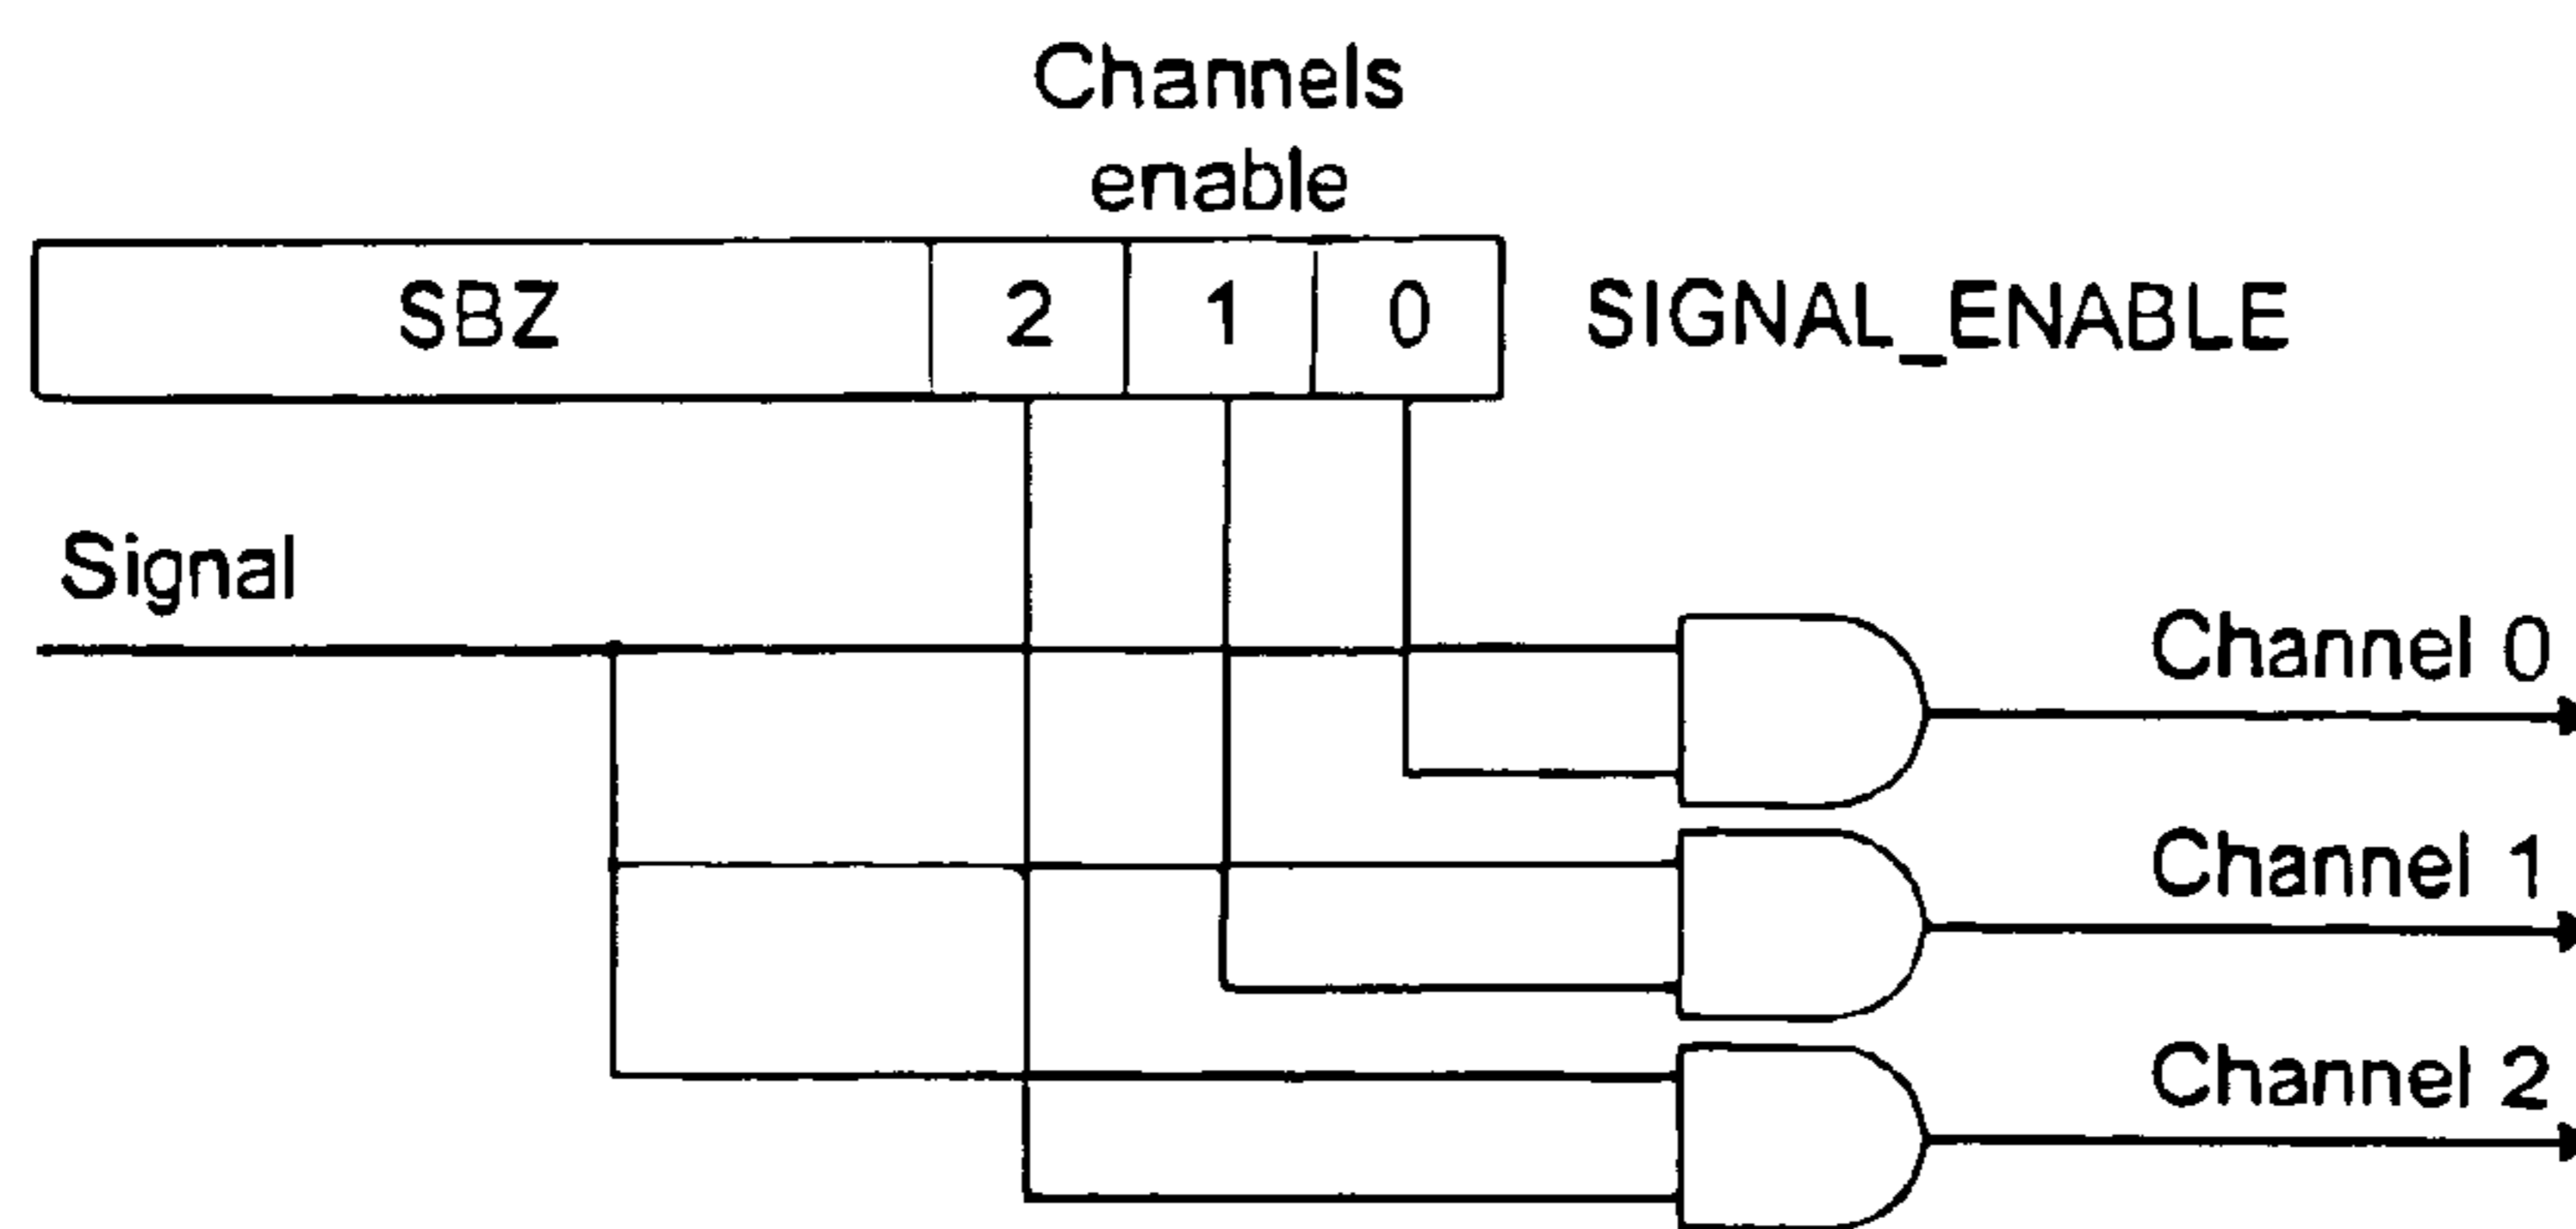 Channels
enable
SBZ 2 1 0 SIGNAL_ENABLE
Signal
Channel 0
Channel 1
Channel 2